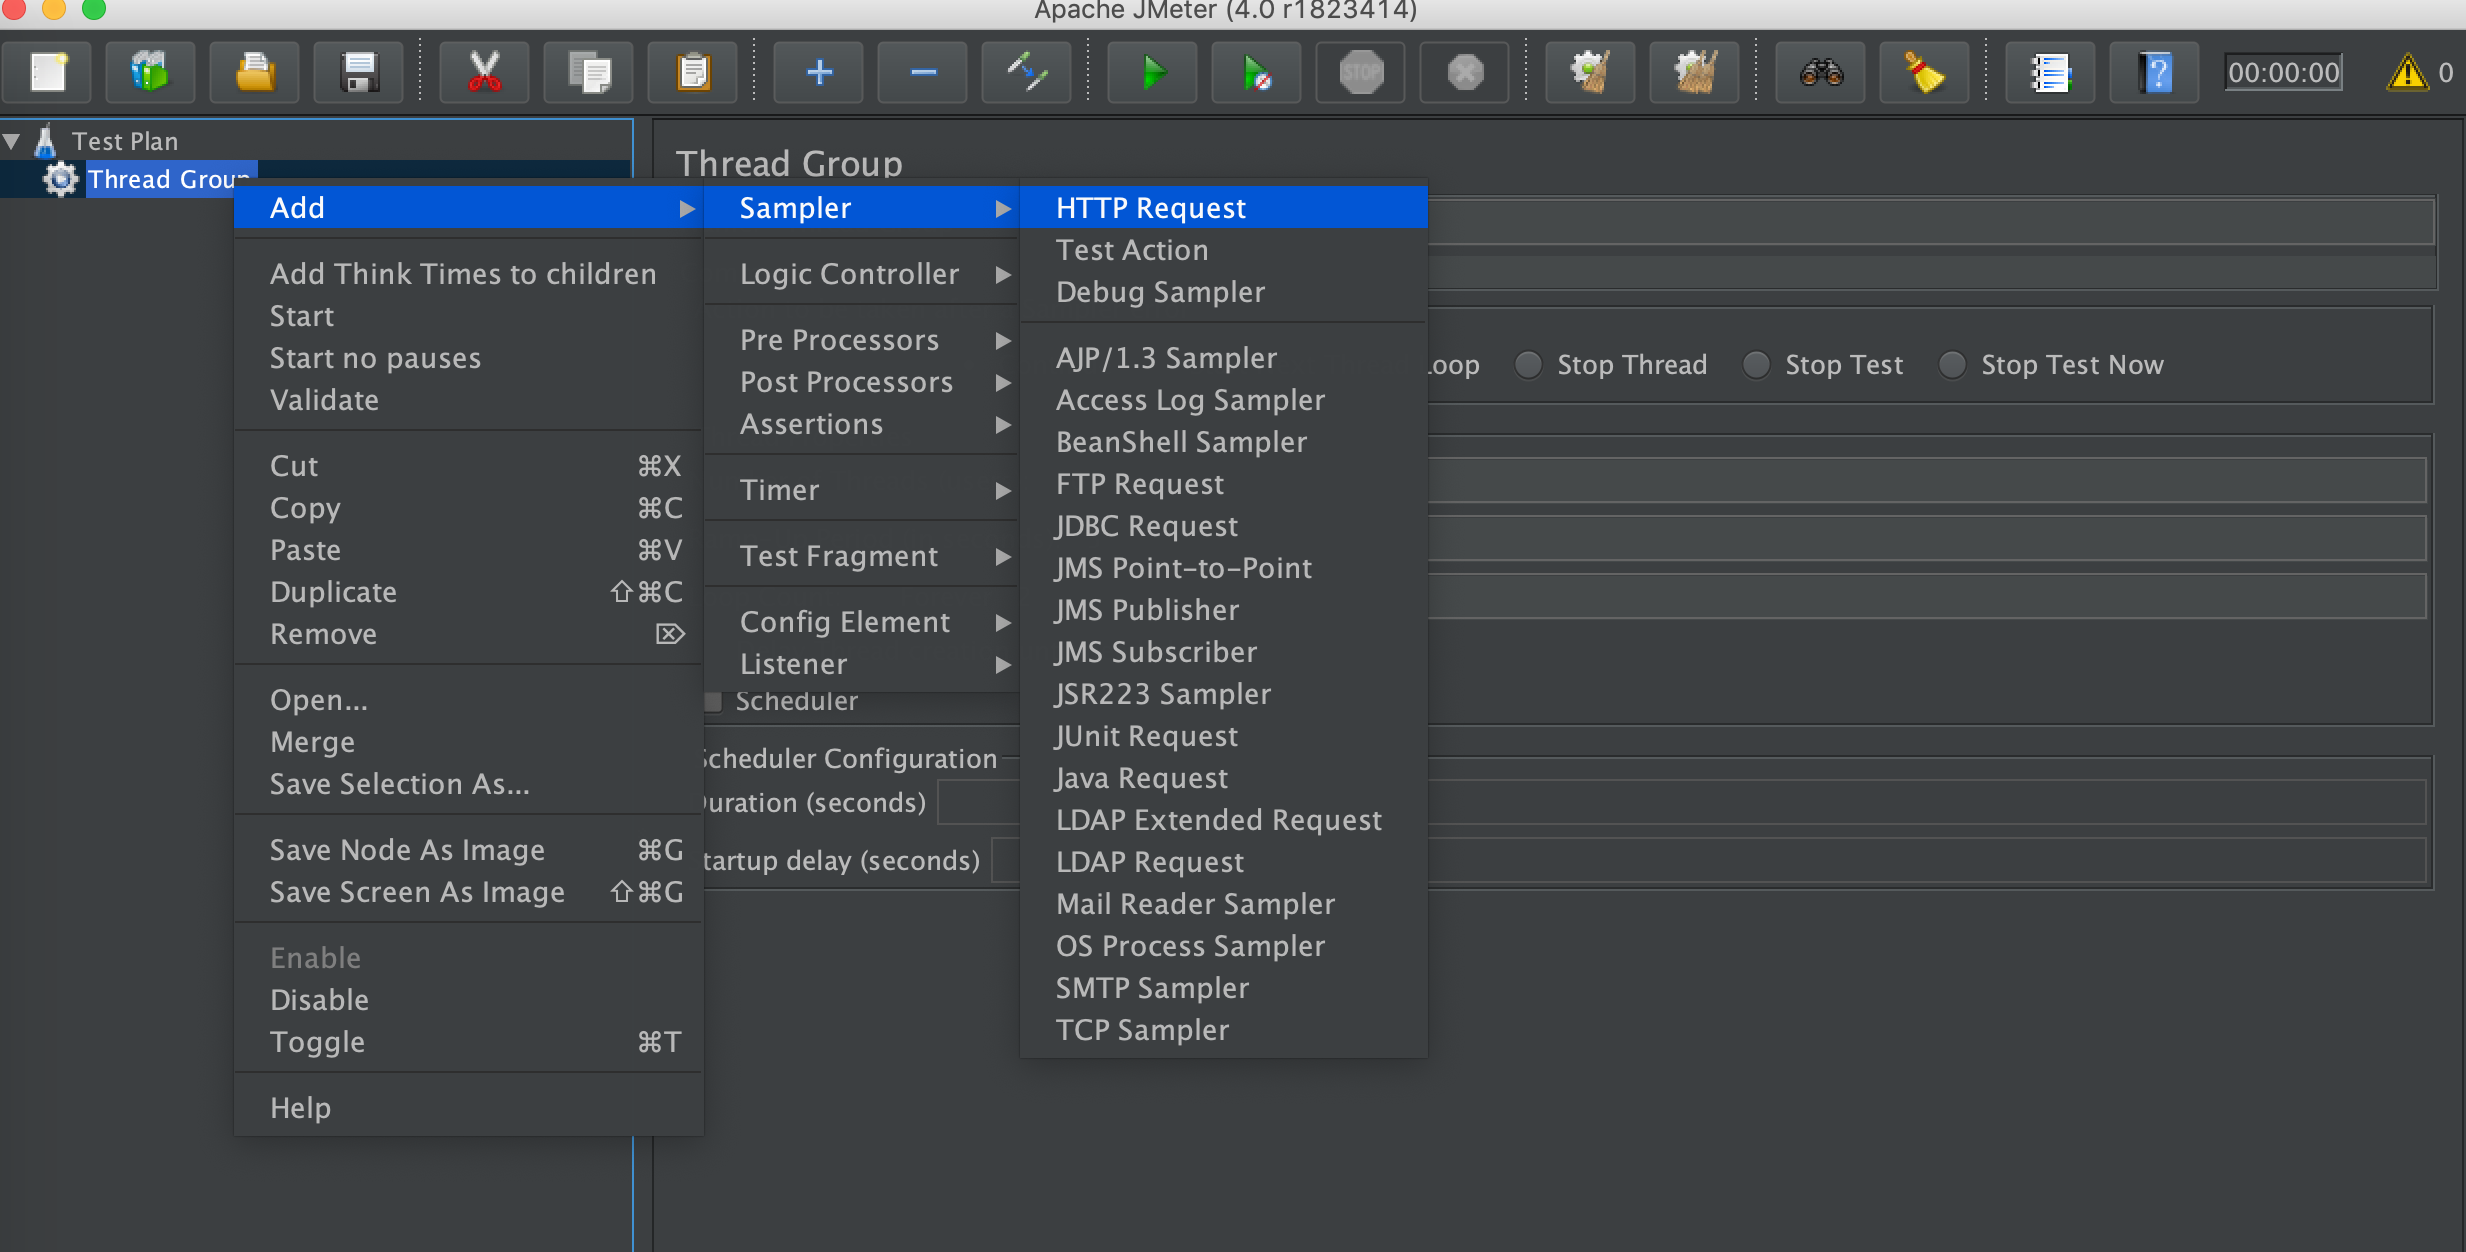 Apache JMeter (4.0 r1823414)
STOP
00:00:00
0
Test Plan
Thread Group
Thread Group
Add
Add Think Times to children
Start
Start no pauses
Validate
Cut ⌘X
Copy ⌘C
Paste ⌘V
Duplicate ⇧⌘C
Remove ⌦
Open...
Merge
Save Selection As...
Save Node As Image ⌘G
Save Screen As Image ⇧⌘G
Enable
Disable
Toggle ⌘T
Help
Sampler
Logic Controller
Pre Processors
Post Processors
Assertions
Timer
Test Fragment
Config Element
Listener
HTTP Request
Test Action
Debug Sampler
AJP/1.3 Sampler
Access Log Sampler
BeanShell Sampler
FTP Request
JDBC Request
JMS Point-to-Point
JMS Publisher
JMS Subscriber
JSR223 Sampler
JUnit Request
Java Request
LDAP Extended Request
LDAP Request
Mail Reader Sampler
OS Process Sampler
SMTP Sampler
TCP Sampler
Loop Stop Thread Stop Test Stop Test Now
Scheduler
Scheduler Configuration
Duration (seconds)
tartup delay (seconds)